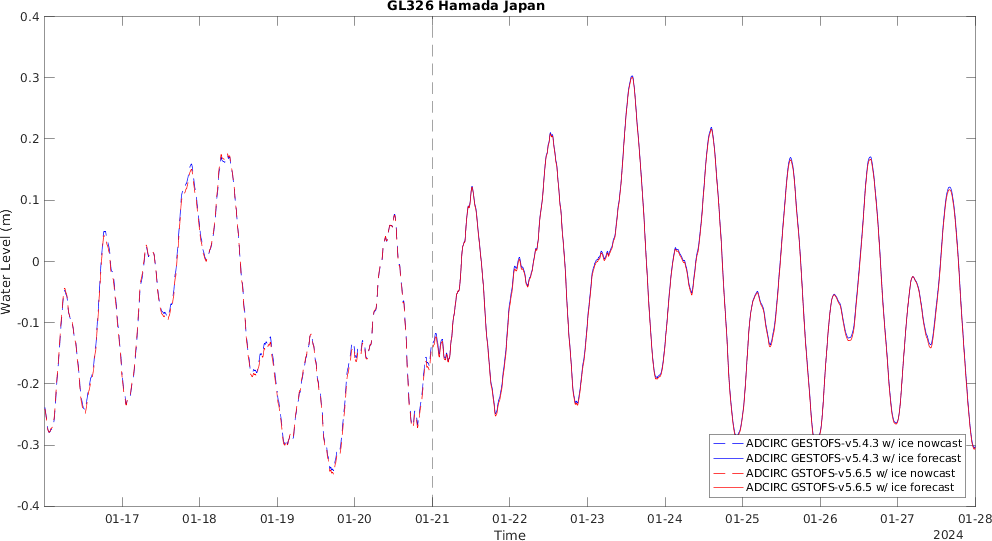 GL326 Hamada Japan
Water Level (m)
0.4
0.3
0.2
0.1
0
-0.1
-0.2
-0.3
-0.4
ADCIRC GESTOFS-v5.4.3 w/ ice nowcast
ADCIRC GESTOFS-v5.4.3 w/ ice forecast
ADCIRC GSTOFS-v5.6.5 w/ ice nowcast
ADCIRC GSTOFS-v5.6.5 w/ ice forecast
01-17 01-18 01-19 01-20 01-21 01-22 01-23 01-24 01-25 01-26 01-27 01-28
Time
2024